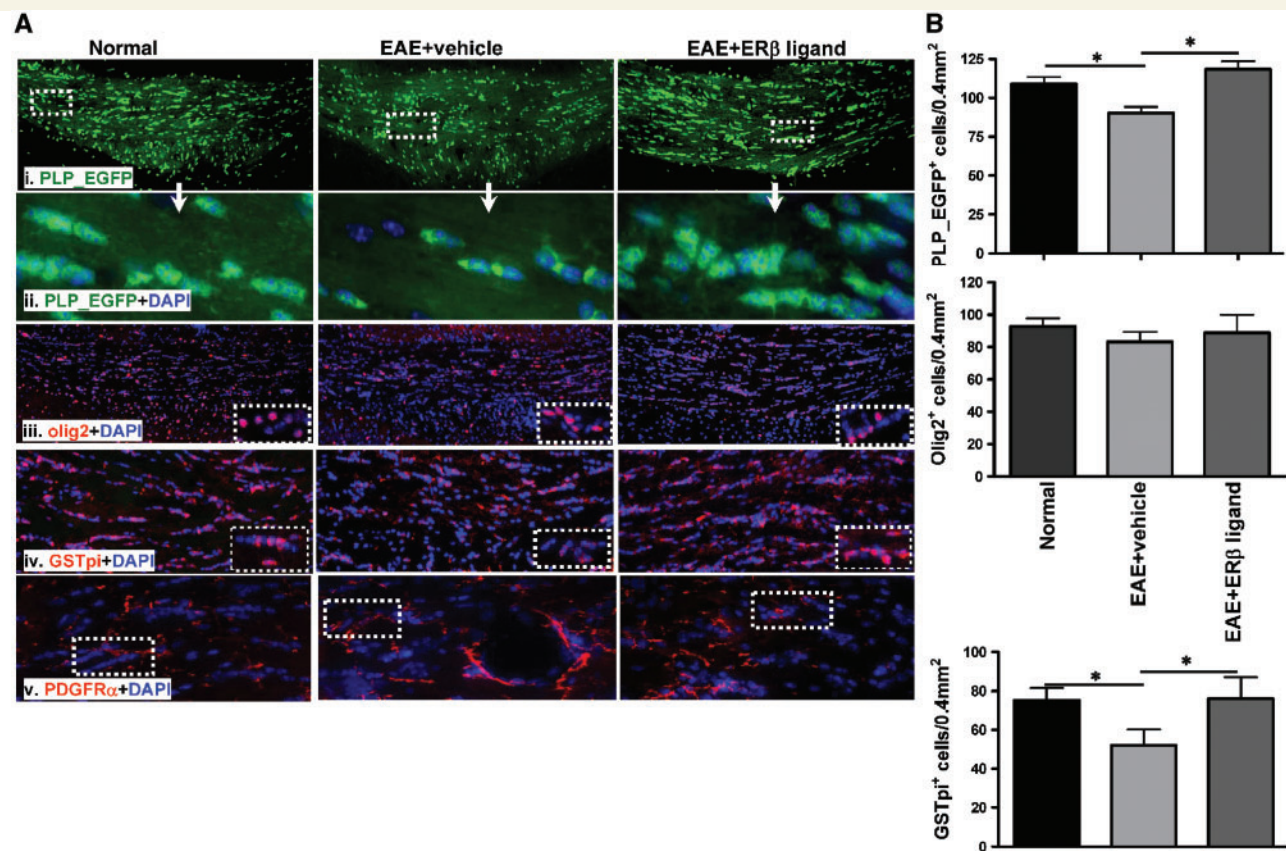 A
Normal
EAE+vehicle
EAE+ERβ ligand
i. PLP_EGFP
ii. PLP_EGFP+DAPI
iii. olig2+DAPI
iv. GSTpi+DAPI
v. PDGFRα+DAPI
B
PLP_EGFP⁺ cells/0.4mm²
125
100
75
50
25
0
*
*
Olig2⁺ cells/0.4mm²
120
100
80
60
40
20
0
Normal
EAE+vehicle
EAE+ERβ ligand
GSTpi⁺ cells/0.4mm²
100
80
60
40
20
0
*
*